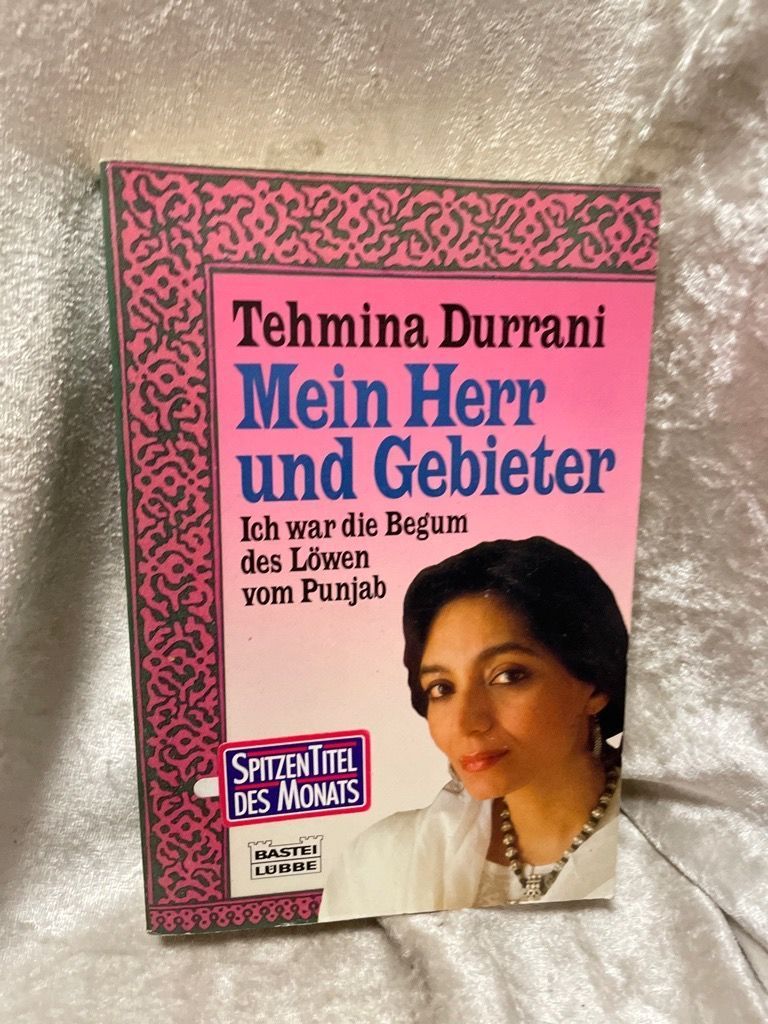 Tehmina Durrani
Mein Herr
und Gebieter
Ich war die Begum
des Löwen
vom Punjab
SPITZENTITEL
DES MONATS
BASTEI
LÜBBE